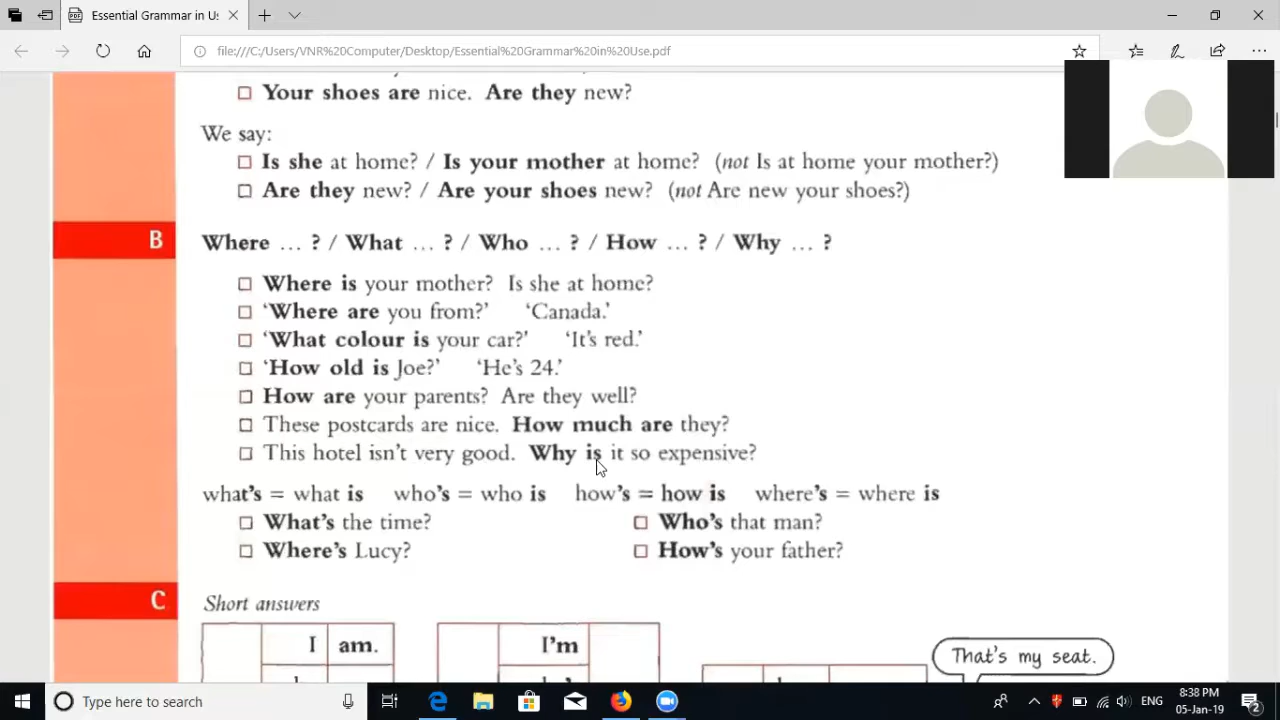 Essential Grammar in Us
file:///C:/Users/VNR%20Computer/Desktop/Essential%20Grammar%20in%20Use.pdf
Your shoes are nice. Are they new?
We say:
Is she at home? / Is your mother at home? (not Is at home your mother?)
Are they new? / Are your shoes new? (not Are new your shoes?)
B
Where … ? / What … ? / Who … ? / How … ? / Why … ?
Where is your mother? Is she at home?
‘Where are you from?’ ‘Canada.’
‘What colour is your car?’ ‘It’s red.’
‘How old is Joe?’ ‘He’s 24.’
How are your parents? Are they well?
These postcards are nice. How much are they?
This hotel isn’t very good. Why is it so expensive?
what’s = what is who’s = who is how’s = how is where’s = where is
What’s the time? Who’s that man?
Where’s Lucy? How’s your father?
C
Short answers
I am. I’m
That’s my seat.
Type here to search
ENG
8:38 PM
05-Jan-19
2